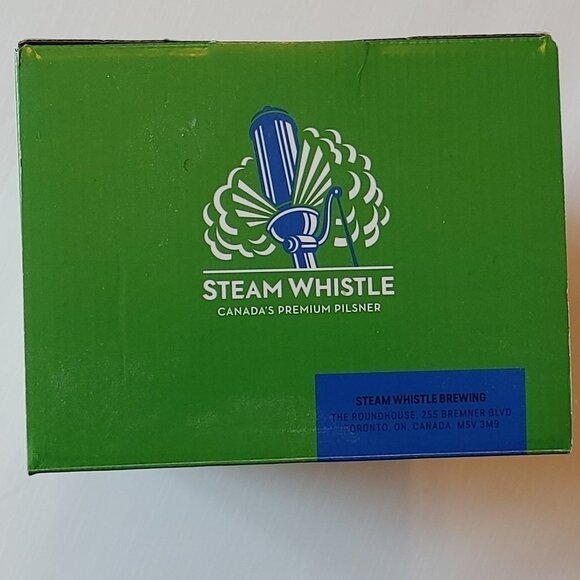 STEAM WHISTLE
CANADA'S PREMIUM PILSNER
STEAM WHISTLE BREWING
THE ROUNDHOUSE, 255 BREMNER BLVD
TORONTO, ON, CANADA M5V 3M9